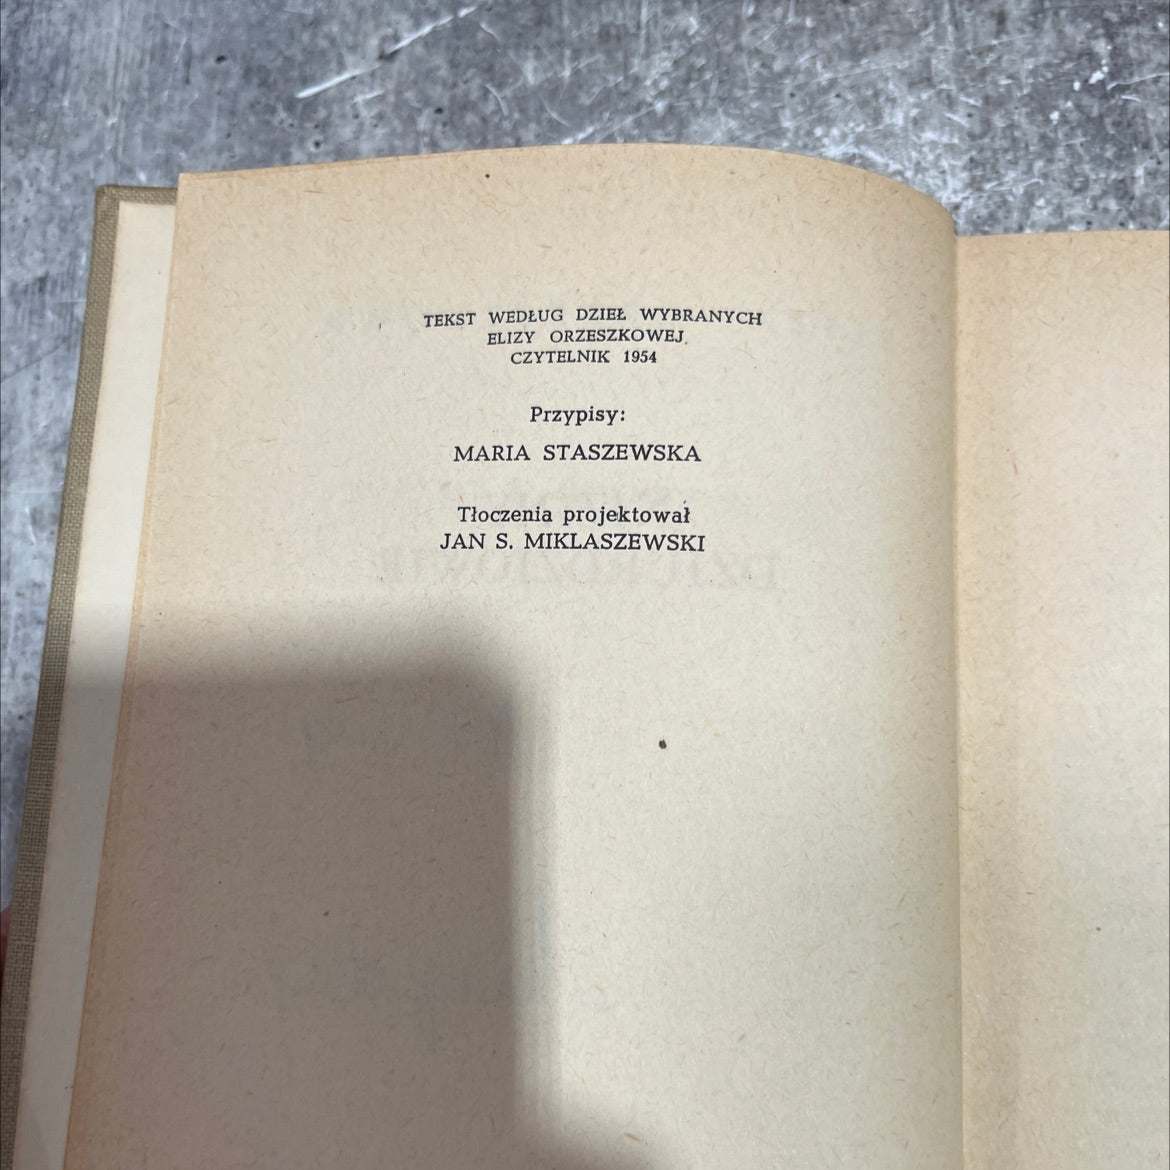 TEKST WEDŁUG DZIEŁ WYBRANYCH
ELIZY ORZESZKOWEJ
CZYTELNIK 1954
Przypisy:
MARIA STASZEWSKA
Tłoczenia projektował
JAN S. MIKLASZEWSKI